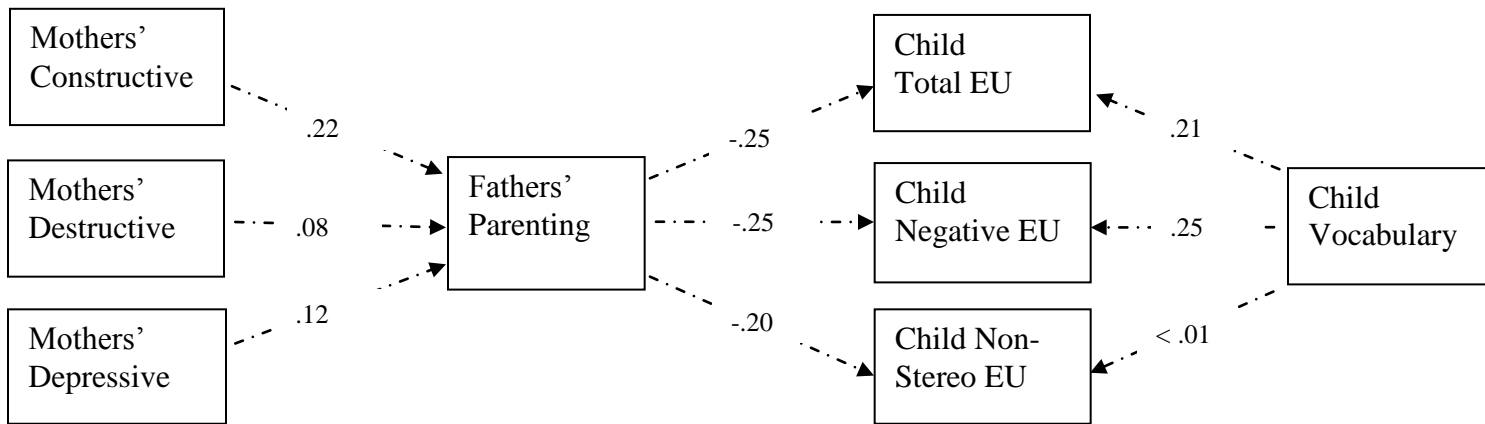 Mothers’
Constructive
.22
Mothers’
Destructive
.08
Mothers’
Depressive
.12
Fathers’
Parenting
-.25
-.25
-.20
Child
Total EU
Child
Negative EU
Child Non-
Stereo EU
.21
.25
< .01
Child
Vocabulary